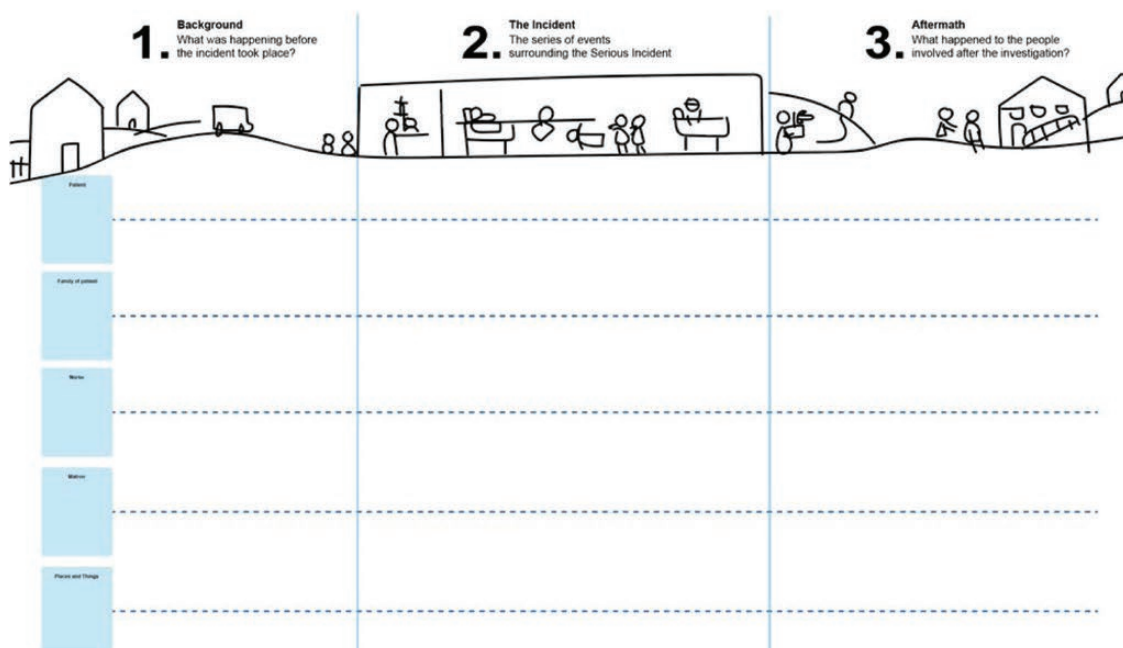 1.
Background
What was happening before
the incident took place?
2.
The Incident
The series of events
surrounding the Serious Incident
3.
Aftermath
What happened to the people
involved after the investigation?
Patient
Family of patient
Nurse
Matron
Places and Things